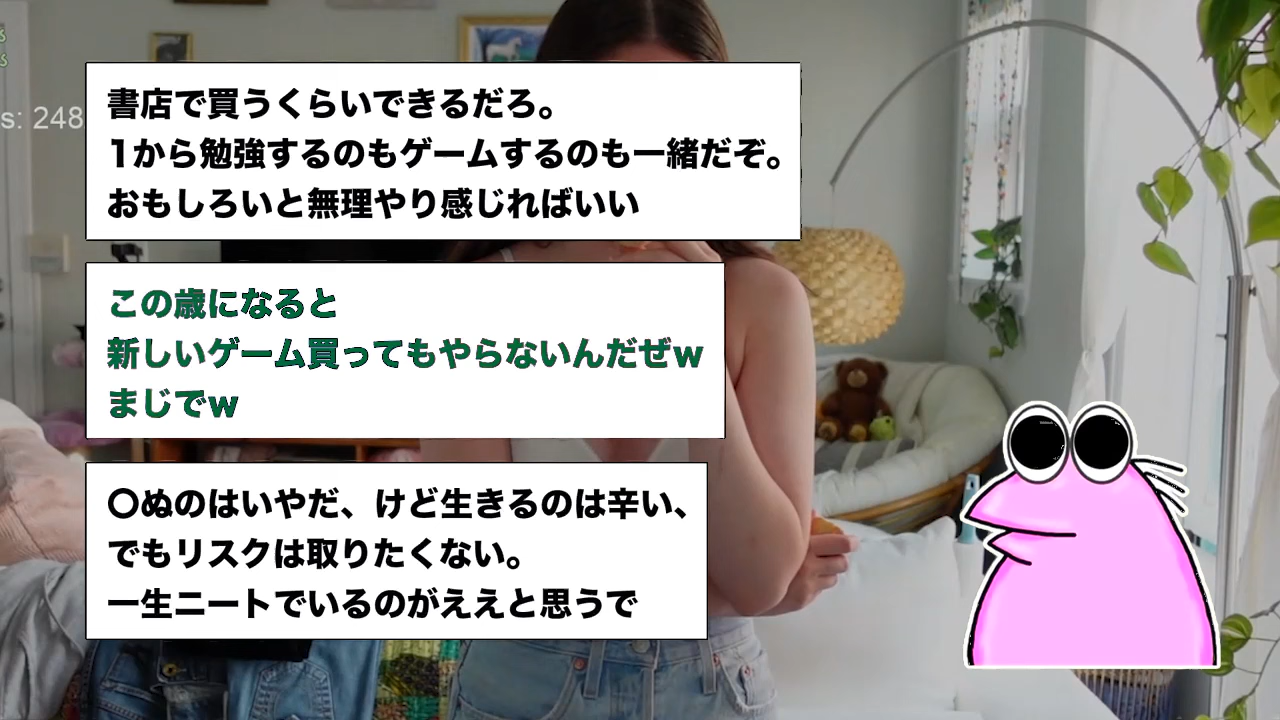 s: 248
書店で買うくらいできるだろ。
1から勉強するのもゲームするのも一緒だぞ。
おもしろいと無理やり感じればいい
この歳になると
新しいゲーム買ってもやらないんだぜw
まじでw
〇ぬのはいやだ、けど生きるのは辛い、
でもリスクは取りたくない。
一生ニートでいるのがええと思うで